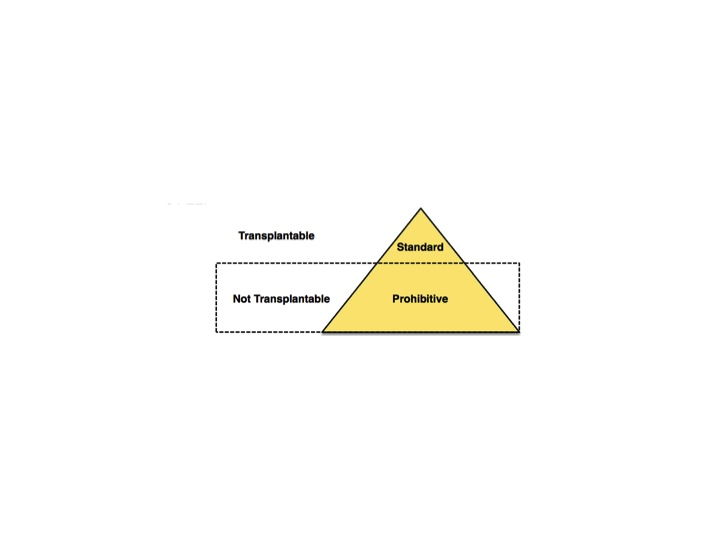 Transplantable
Standard
Not Transplantable
Prohibitive